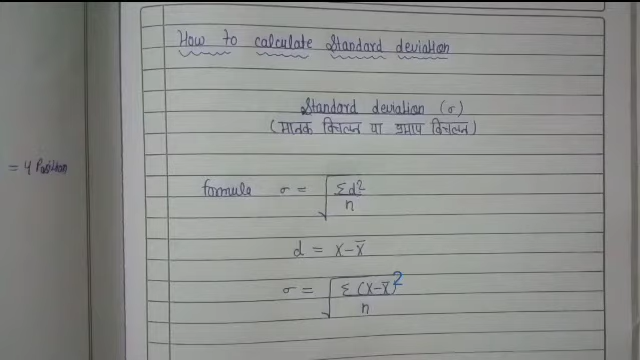 How to calculate Standard deviation
Standard deviation (σ)
(मानक विचलन या प्रमाप विचलन)
= 4 Position
formula σ = √Σd²/n
d = x-x̄
σ = √Σ(x-x̄)²/n